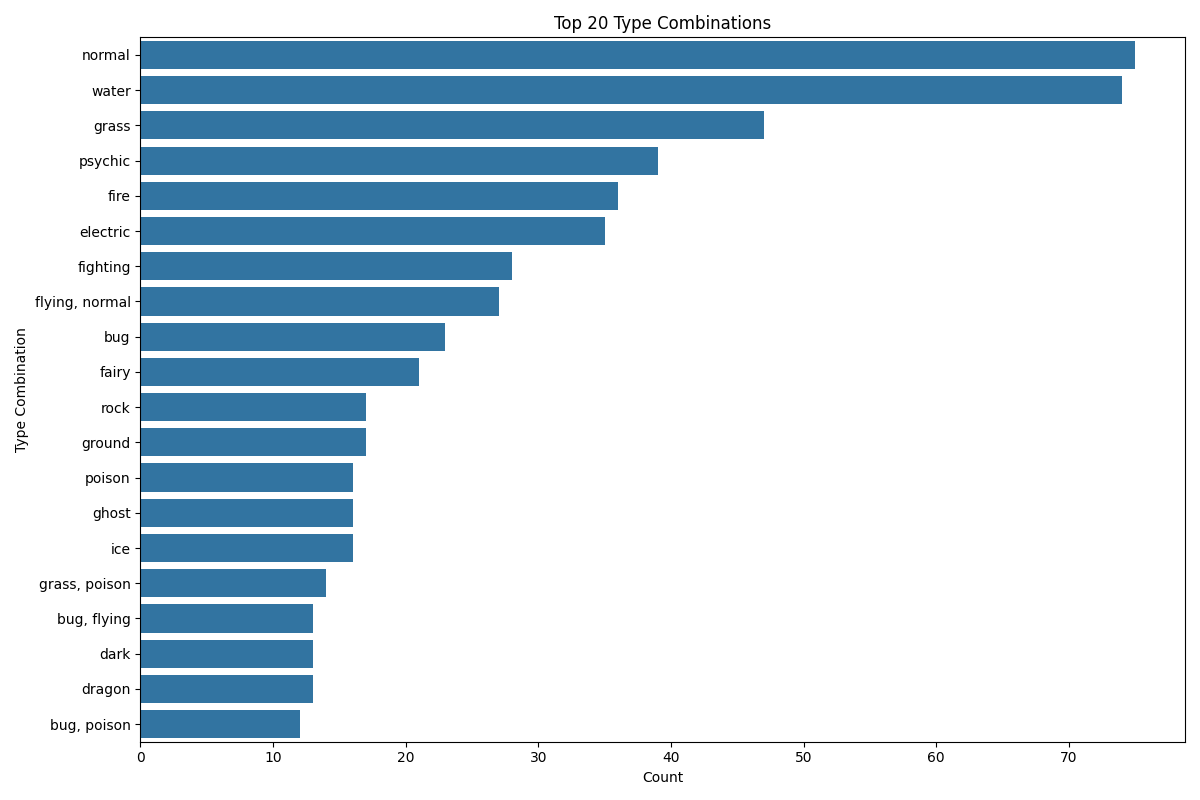 Top 20 Type Combinations
normal
water
grass
psychic
fire
electric
fighting
flying, normal
bug
fairy
rock
ground
poison
ghost
ice
grass, poison
bug, flying
dark
dragon
bug, poison
Type Combination
0 10 20 30 40 50 60 70
Count